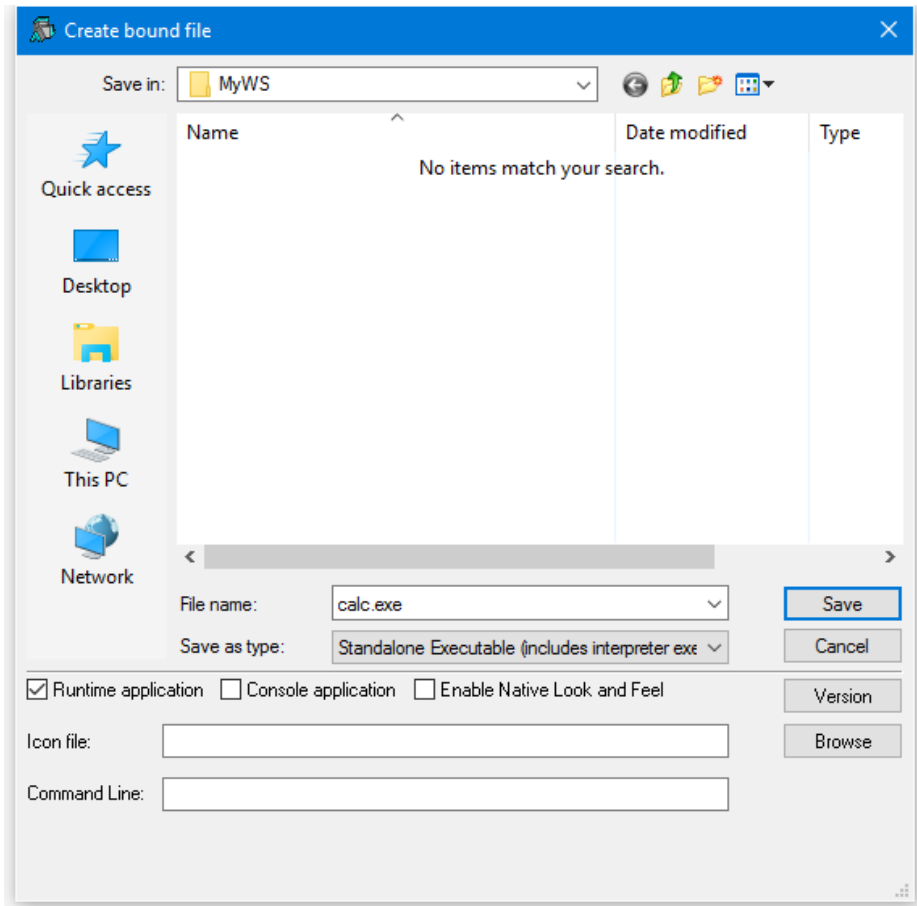 Create bound file
Save in: MyWS
Name Date modified Type
No items match your search.
Quick access
Desktop
Libraries
This PC
Network
File name: calc.exe Save
Save as type: Standalone Executable (includes interpreter exe Cancel
Runtime application Console application Enable Native Look and Feel Version
Icon file: Browse
Command Line: